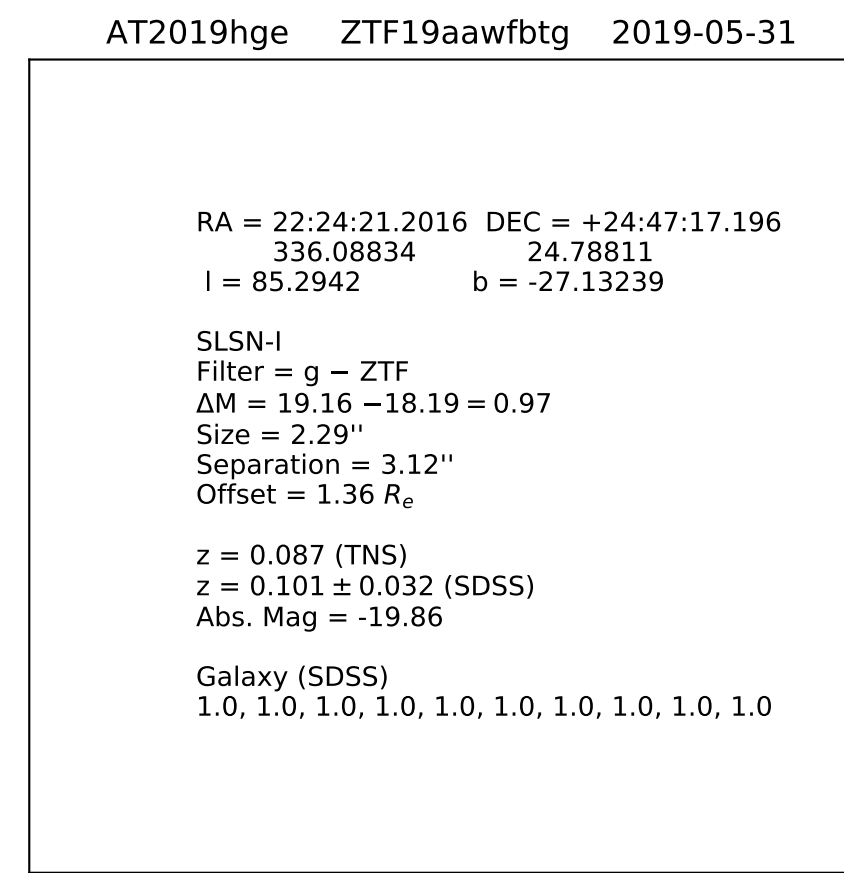 AT2019hge ZTF19aawfbtg 2019-05-31
RA = 22:24:21.2016 DEC = +24:47:17.196
336.08834 24.78811
l = 85.2942 b = -27.13239
SLSN-I
Filter = g − ZTF
ΔM = 19.16 −18.19 = 0.97
Size = 2.29''
Separation = 3.12''
Offset = 1.36 Rₑ
z = 0.087 (TNS)
z = 0.101 ± 0.032 (SDSS)
Abs. Mag = -19.86
Galaxy (SDSS)
1.0, 1.0, 1.0, 1.0, 1.0, 1.0, 1.0, 1.0, 1.0, 1.0